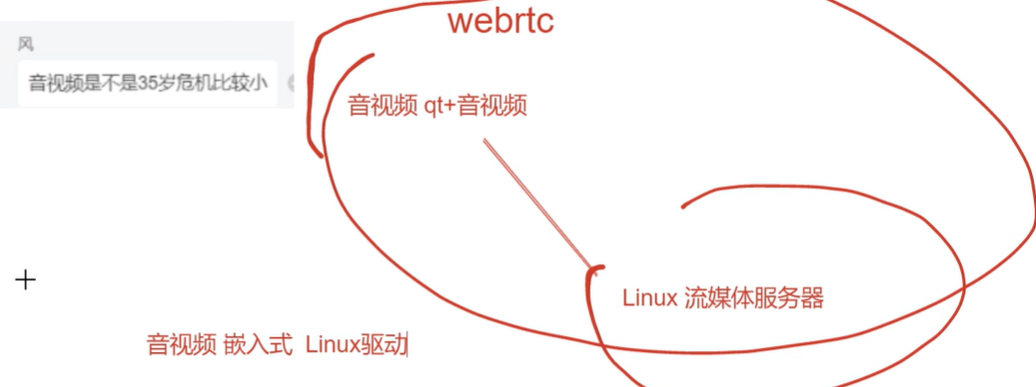 webrtc
风
音视频是不是35岁危机比较小
音视频 qt+音视频
Linux 流媒体服务器
音视频 嵌入式 Linux驱动